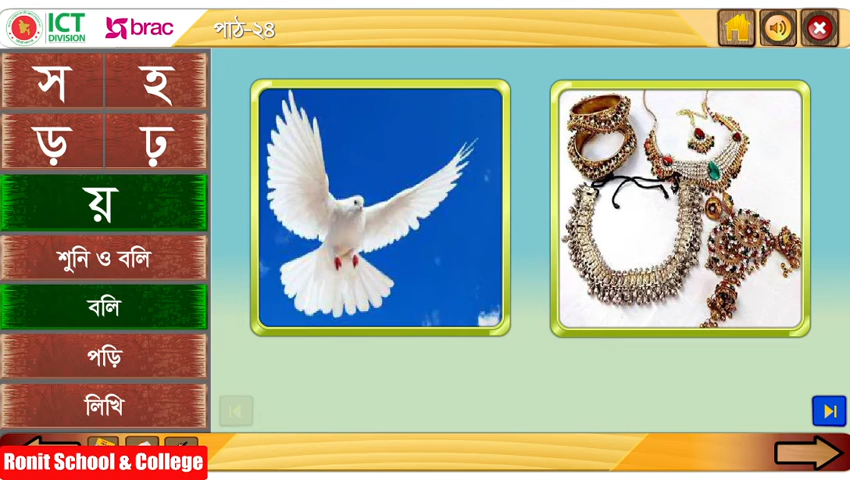 ICT
DIVISION
brac
পাঠ-২৪
স হ
ড় ঢ়
য়
শুনি ও বলি
বলি
পড়ি
লিখি
Ronit School & College